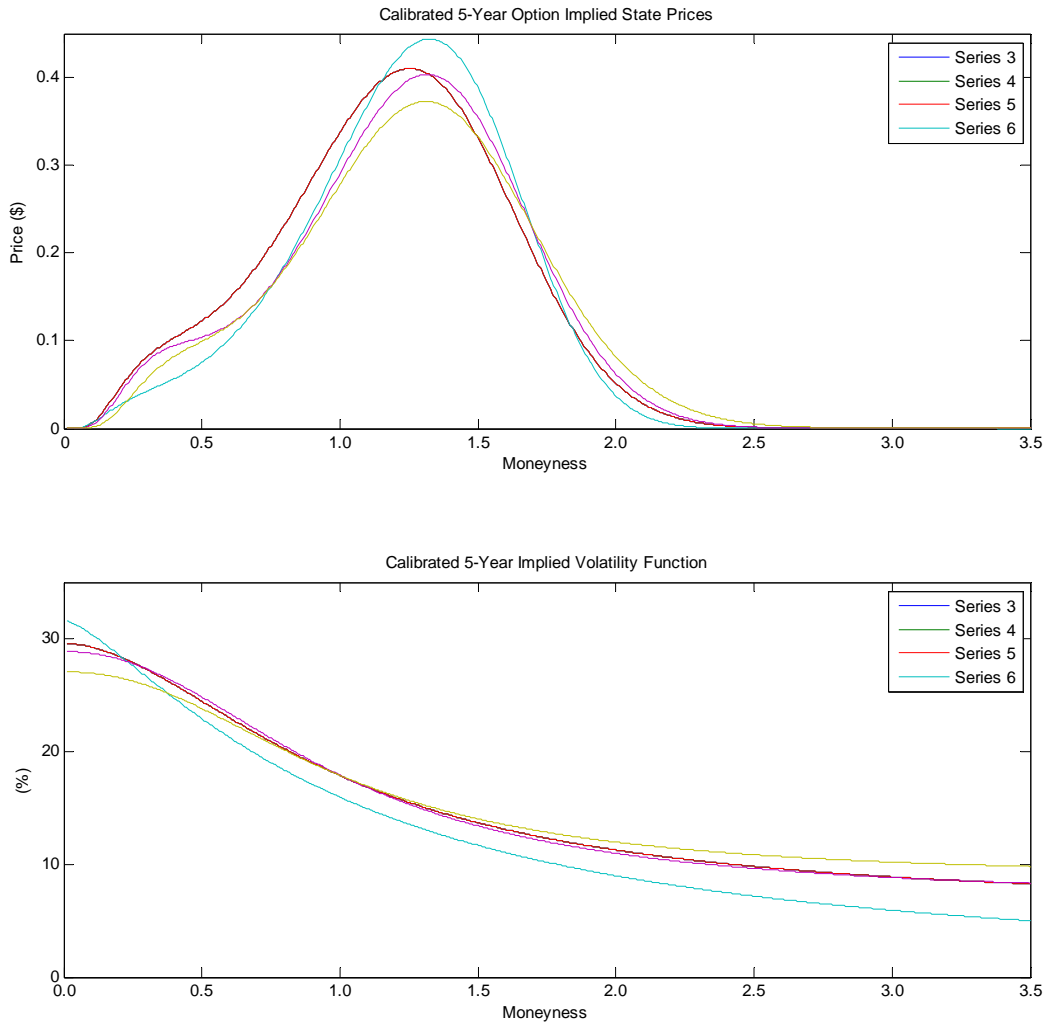 Calibrated 5-Year Option Implied State Prices
Series 3
Series 4
Series 5
Series 6
Price ($)
0.4
0.3
0.2
0.1
0
0 0.5 1.0 1.5 2.0 2.5 3.0 3.5
Moneyness
Calibrated 5-Year Implied Volatility Function
Series 3
Series 4
Series 5
Series 6
(%)
30
20
10
0
0.0 0.5 1.0 1.5 2.0 2.5 3.0 3.5
Moneyness